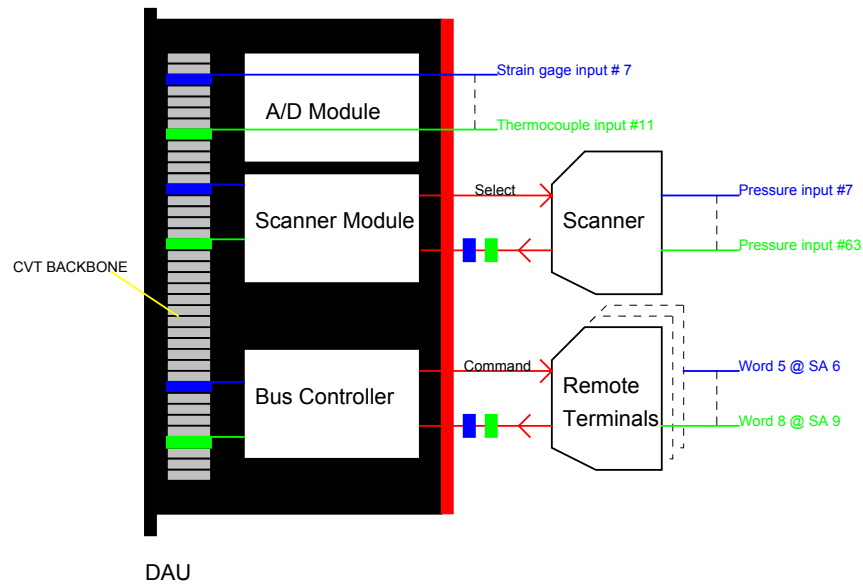 Strain gage input # 7
A/D Module
Thermocouple input #11
Select
Pressure input #7
Scanner Module
Scanner
Pressure input #63
CVT BACKBONE
Command
Word 5 @ SA 6
Bus Controller
Remote
Terminals
Word 8 @ SA 9
DAU